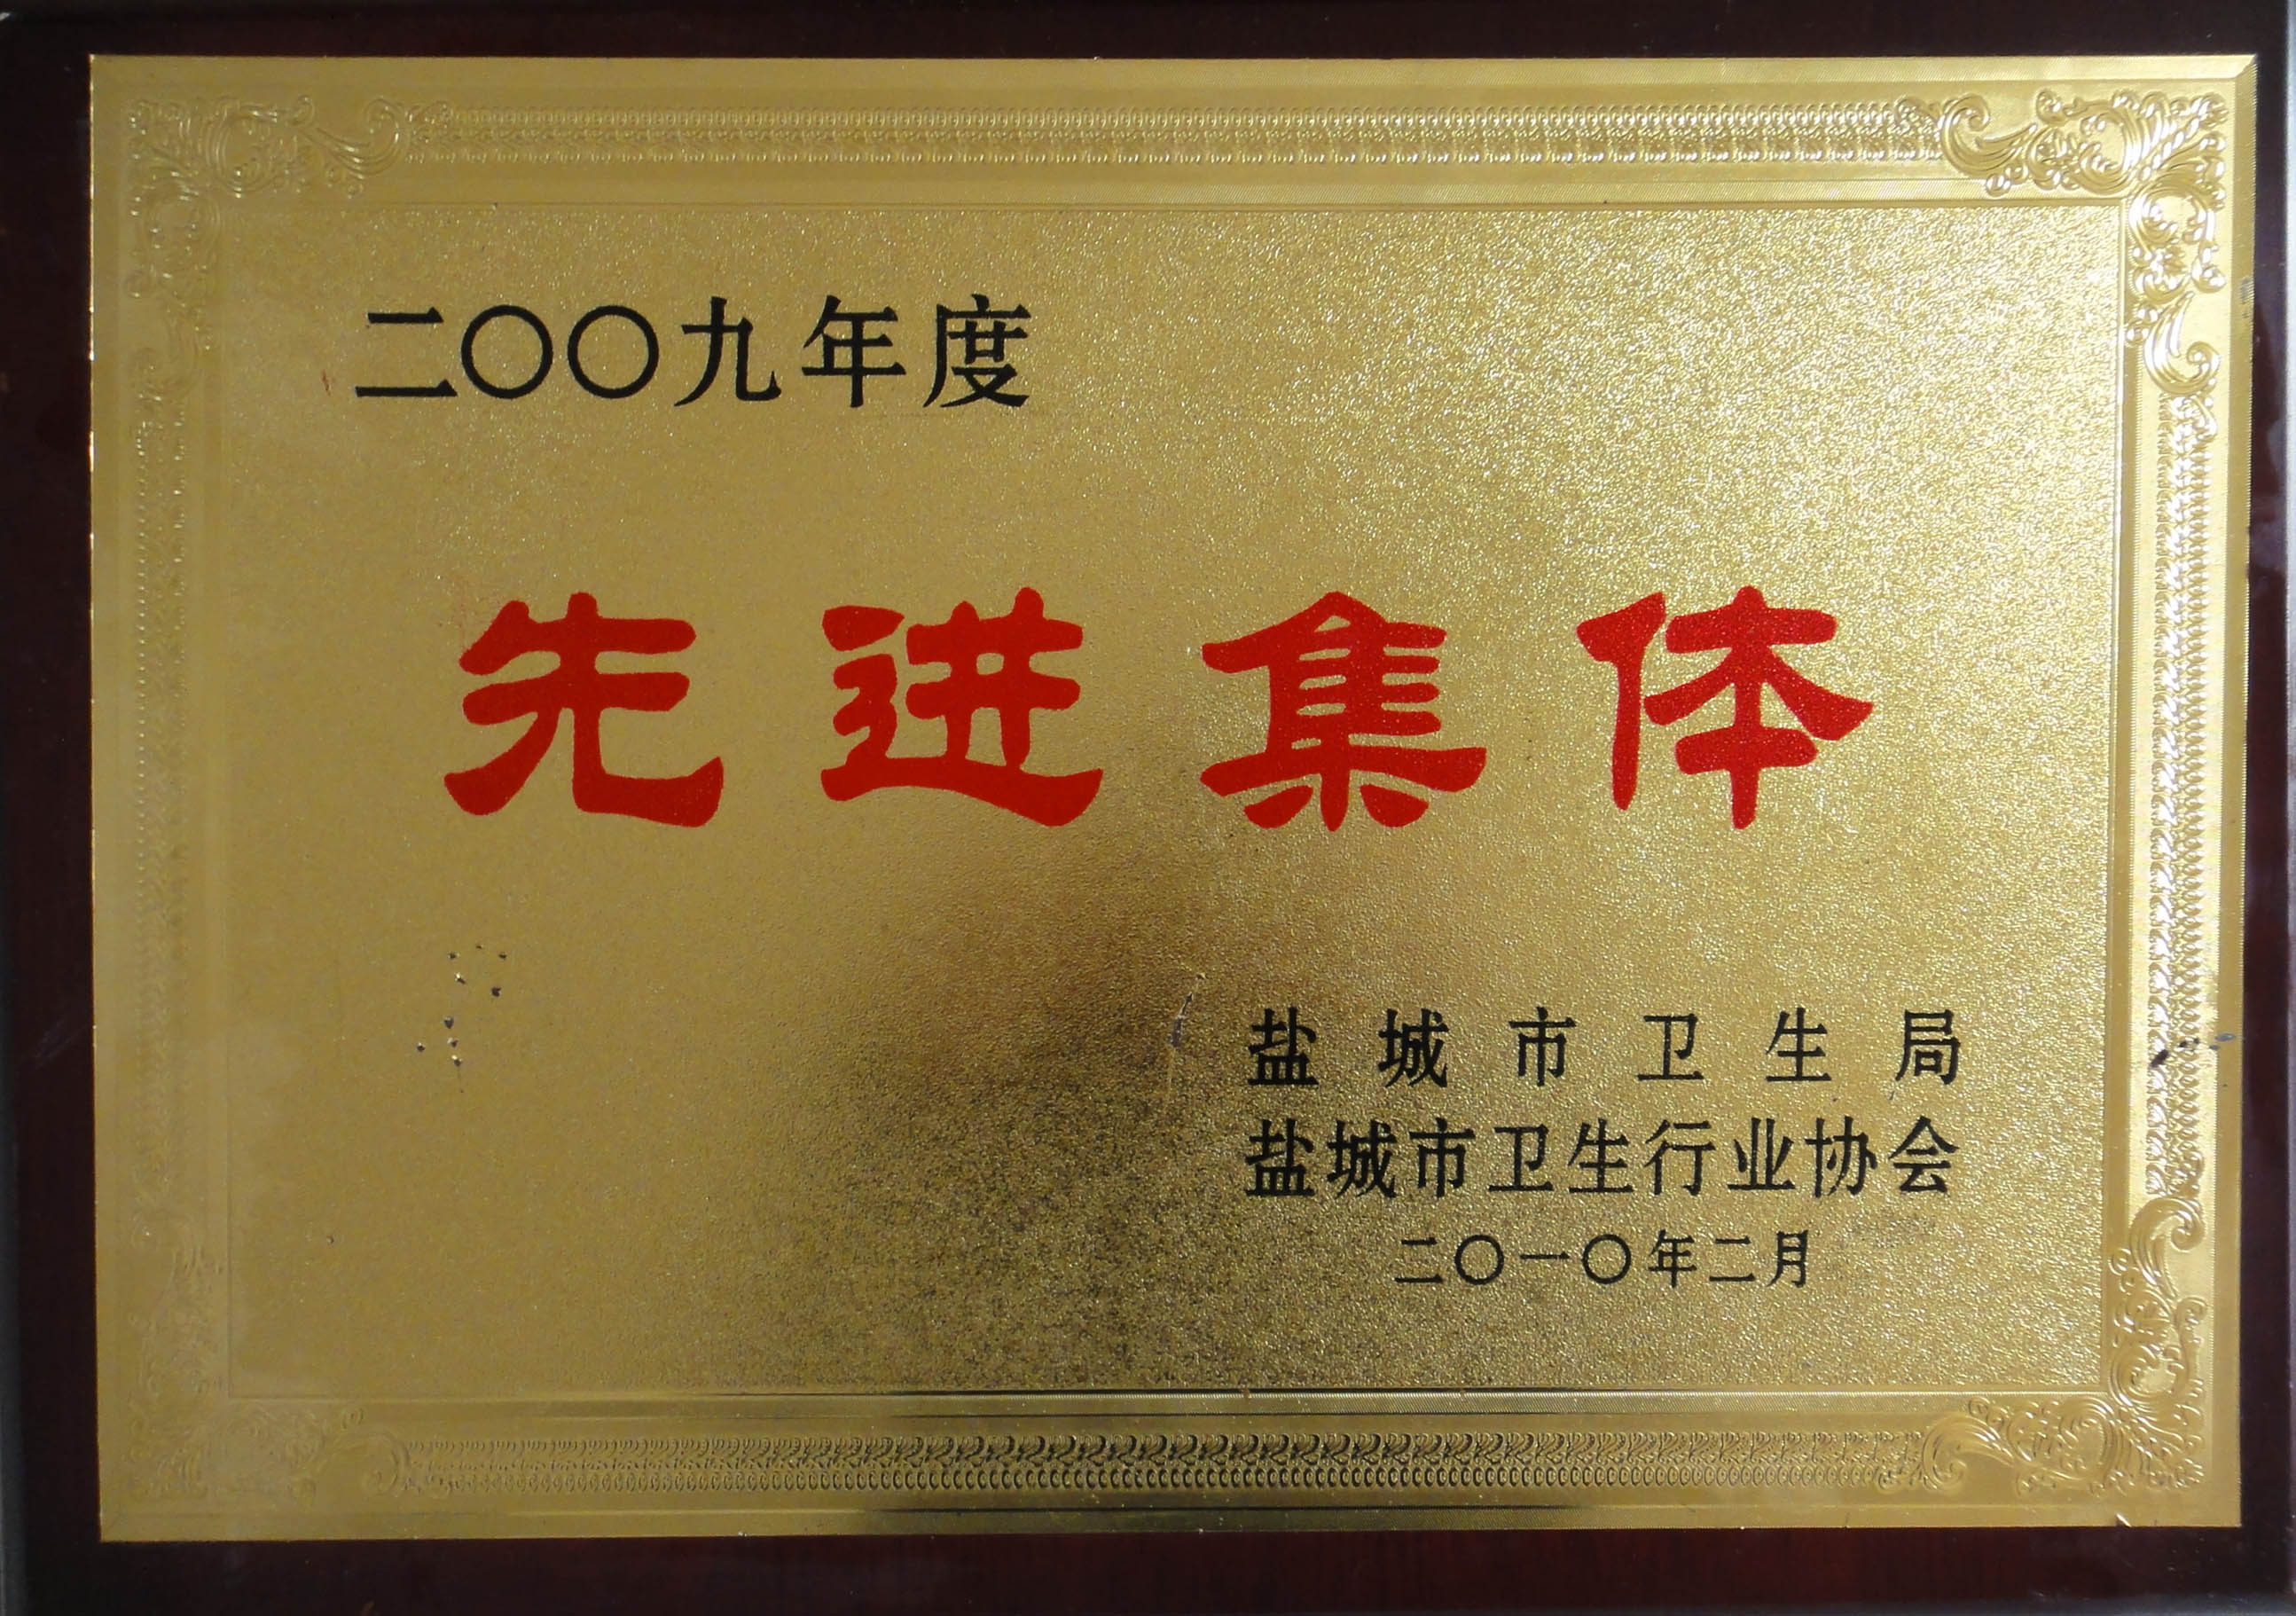 二〇〇九年度
先进集体
盐城市卫生局
盐城市卫生行业协会
二〇一〇年二月